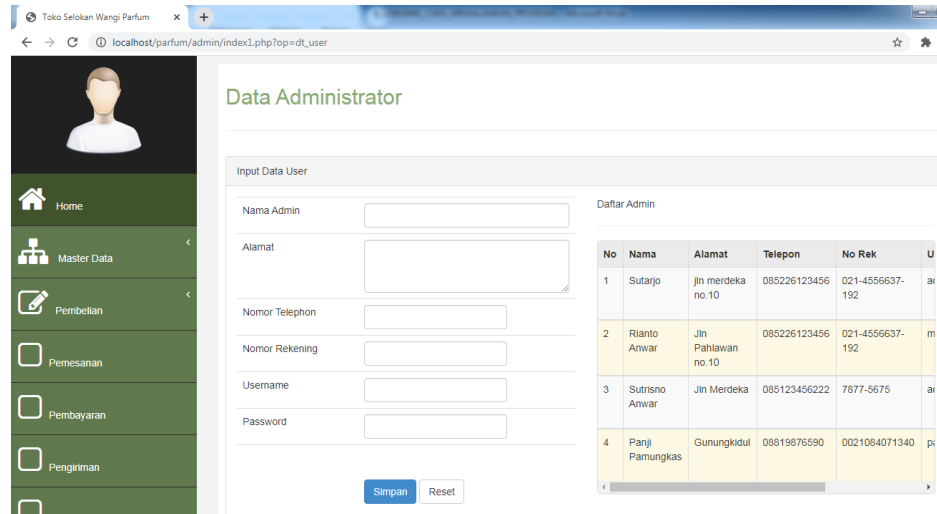 Toko Selokan Wangi Parfum
localhost/parfum/admin/index1.php?op=dt_user
Home
Master Data
Pembelian
Pemesanan
Pembayaran
Pengiriman
Data Administrator
Input Data User
Nama Admin
Alamat
Nomor Telephon
Nomor Rekening
Username
Password
Simpan Reset
Daftar Admin
No Nama Alamat Telepon No Rek U
1 Sutarjo jln merdeka 085226123456 021-4556637- ad
no.10 192
2 Rianto Jln 085226123456 021-4556637- m
Anwar Pahlawan 192
no.10
3 Sutrisno Jln Merdeka 085123456222 7877-5675 ad
Anwar
4 Panji Gunungkidul 08819876590 0021084071340 pa
Pamungkas